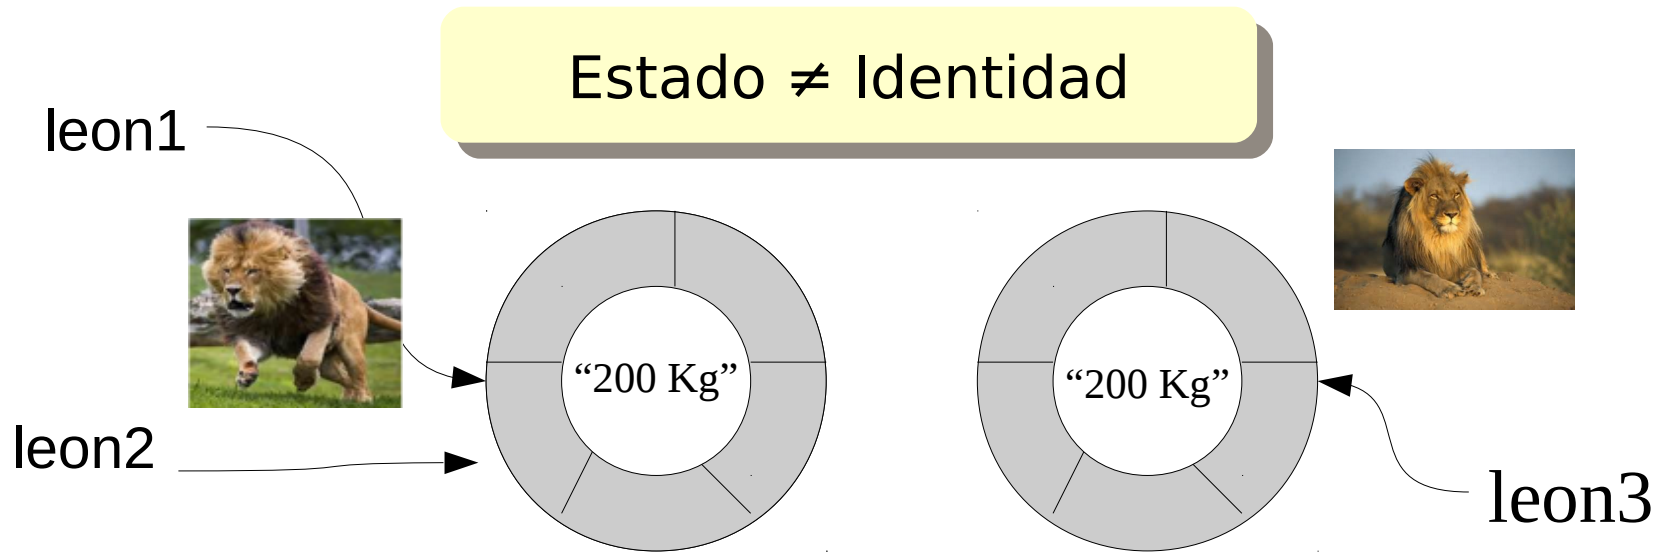 Estado ≠ Identidad
leon1
“200 Kg”
“200 Kg”
leon2
leon3